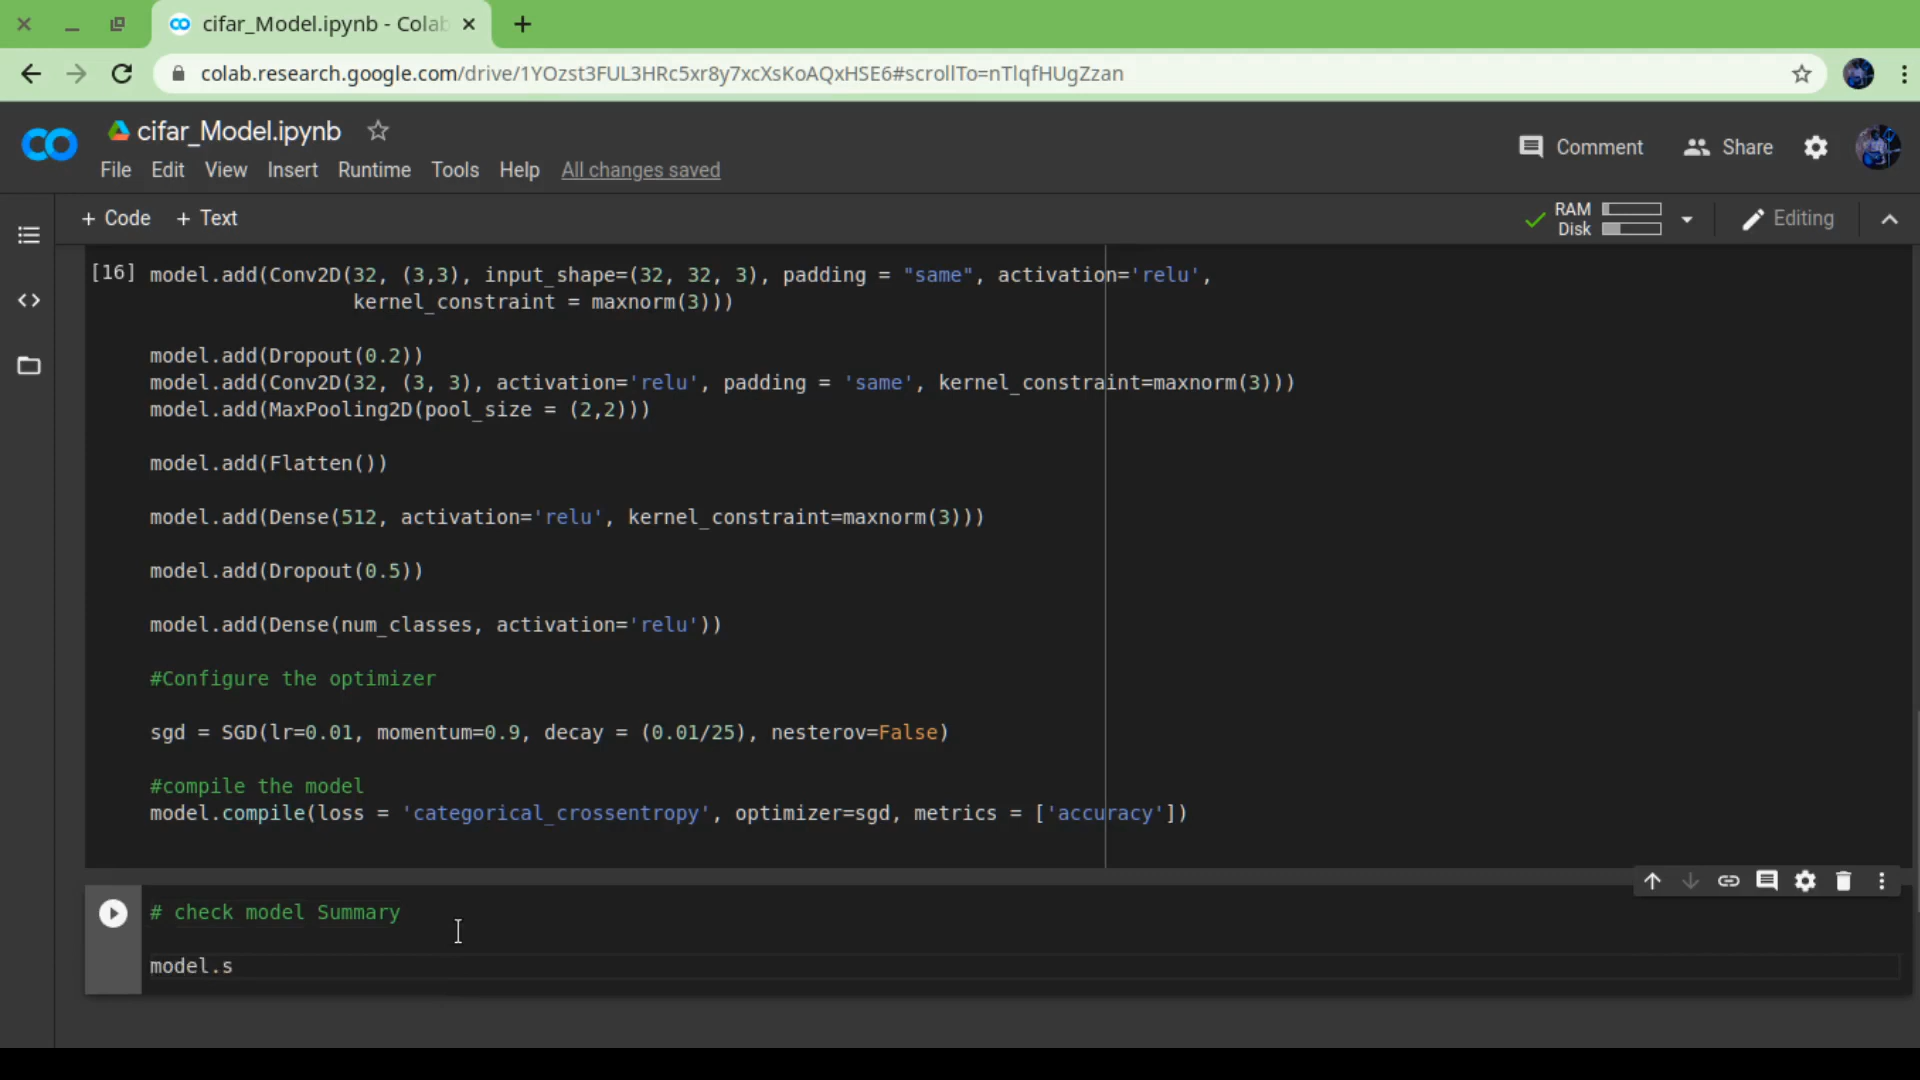 cifar_Model.ipynb - Colab
colab.research.google.com/drive/1YOzst3FUL3HRc5xr8y7xcXsKoAQxHSE6#scrollTo=nTlqfHUgZzan
cifar_Model.ipynb
Comment
Share
File Edit View Insert Runtime Tools Help All changes saved
+ Code + Text
RAM
Disk
Editing
[16] model.add(Conv2D(32, (3,3), input_shape=(32, 32, 3), padding = "same", activation='relu',
kernel_constraint = maxnorm(3)))
model.add(Dropout(0.2))
model.add(Conv2D(32, (3, 3), activation='relu', padding = 'same', kernel_constraint=maxnorm(3)))
model.add(MaxPooling2D(pool_size = (2,2)))
model.add(Flatten())
model.add(Dense(512, activation='relu', kernel_constraint=maxnorm(3)))
model.add(Dropout(0.5))
model.add(Dense(num_classes, activation='relu'))
#Configure the optimizer
sgd = SGD(lr=0.01, momentum=0.9, decay = (0.01/25), nesterov=False)
#compile the model
model.compile(loss = 'categorical_crossentropy', optimizer=sgd, metrics = ['accuracy'])
# check model Summary
model.s